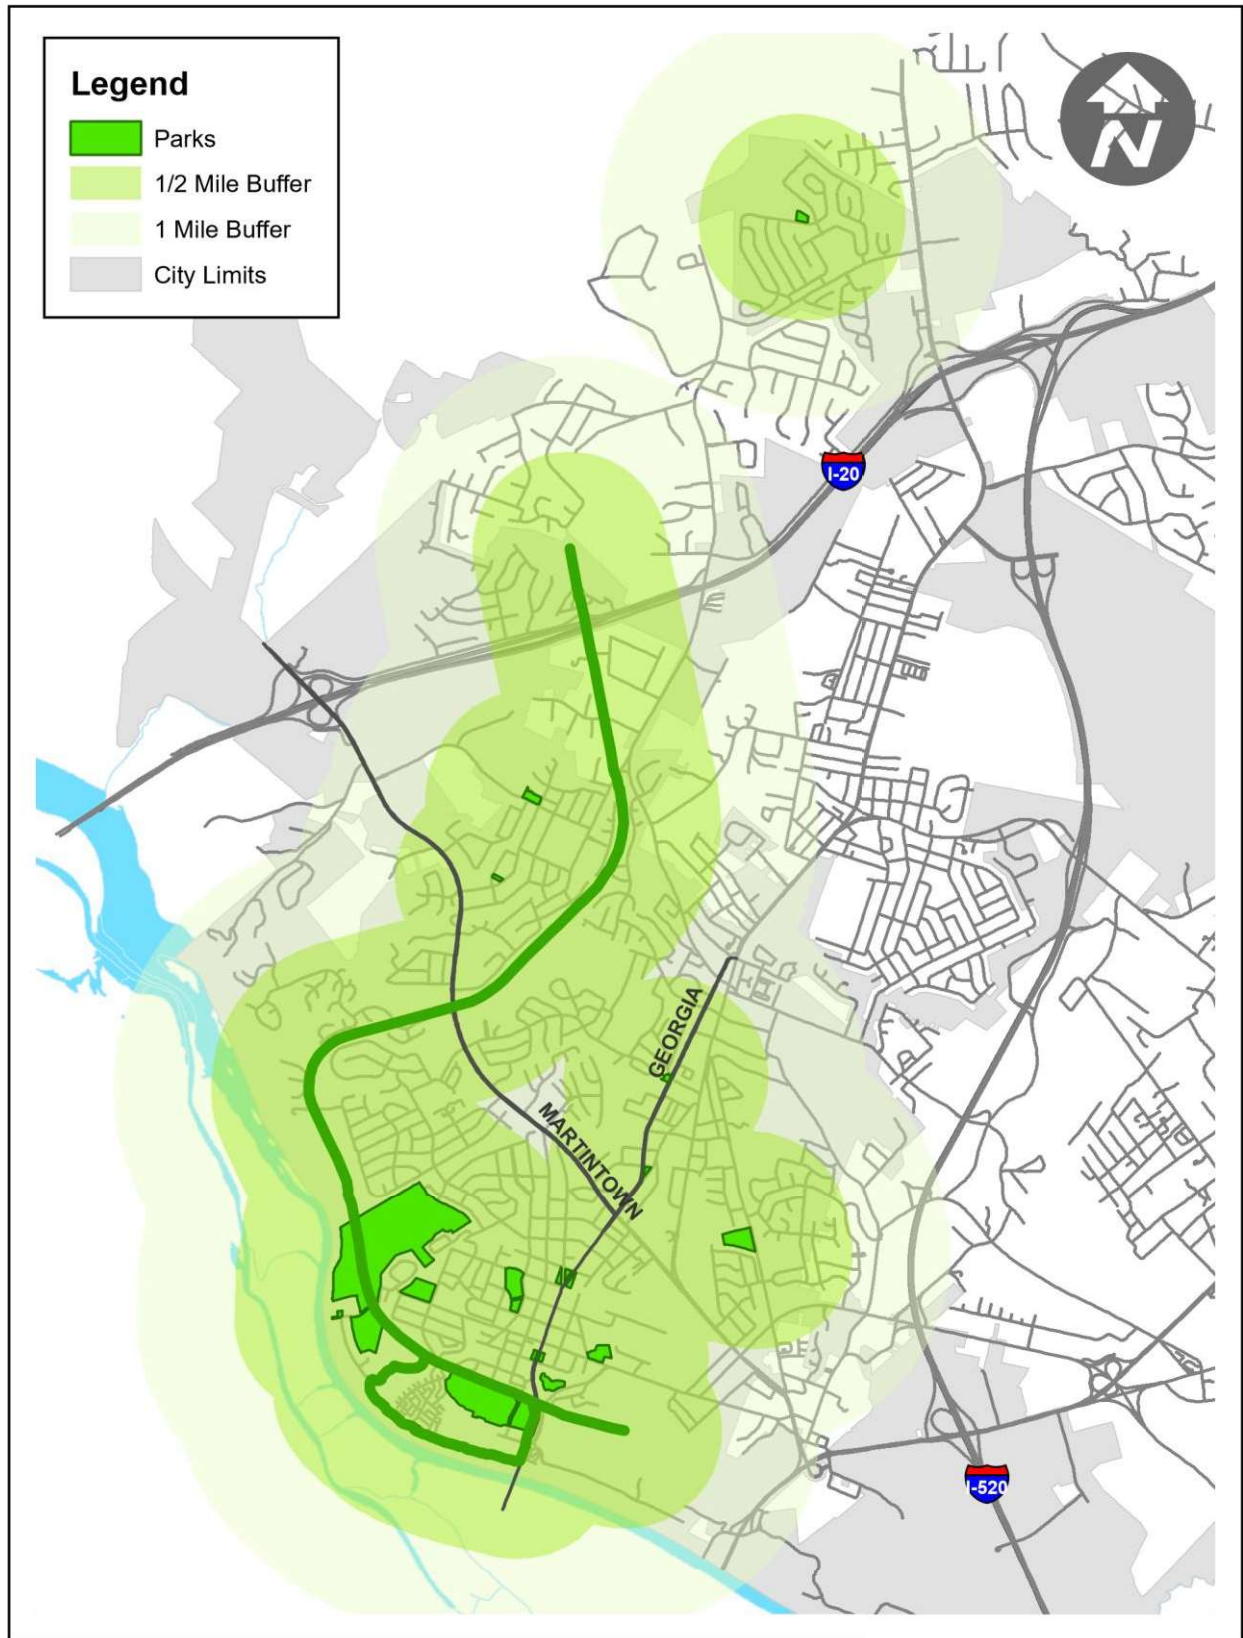 Legend
Parks
1/2 Mile Buffer
1 Mile Buffer
City Limits
N
I-20
GEORGIA
MARTINTOWN
I-520